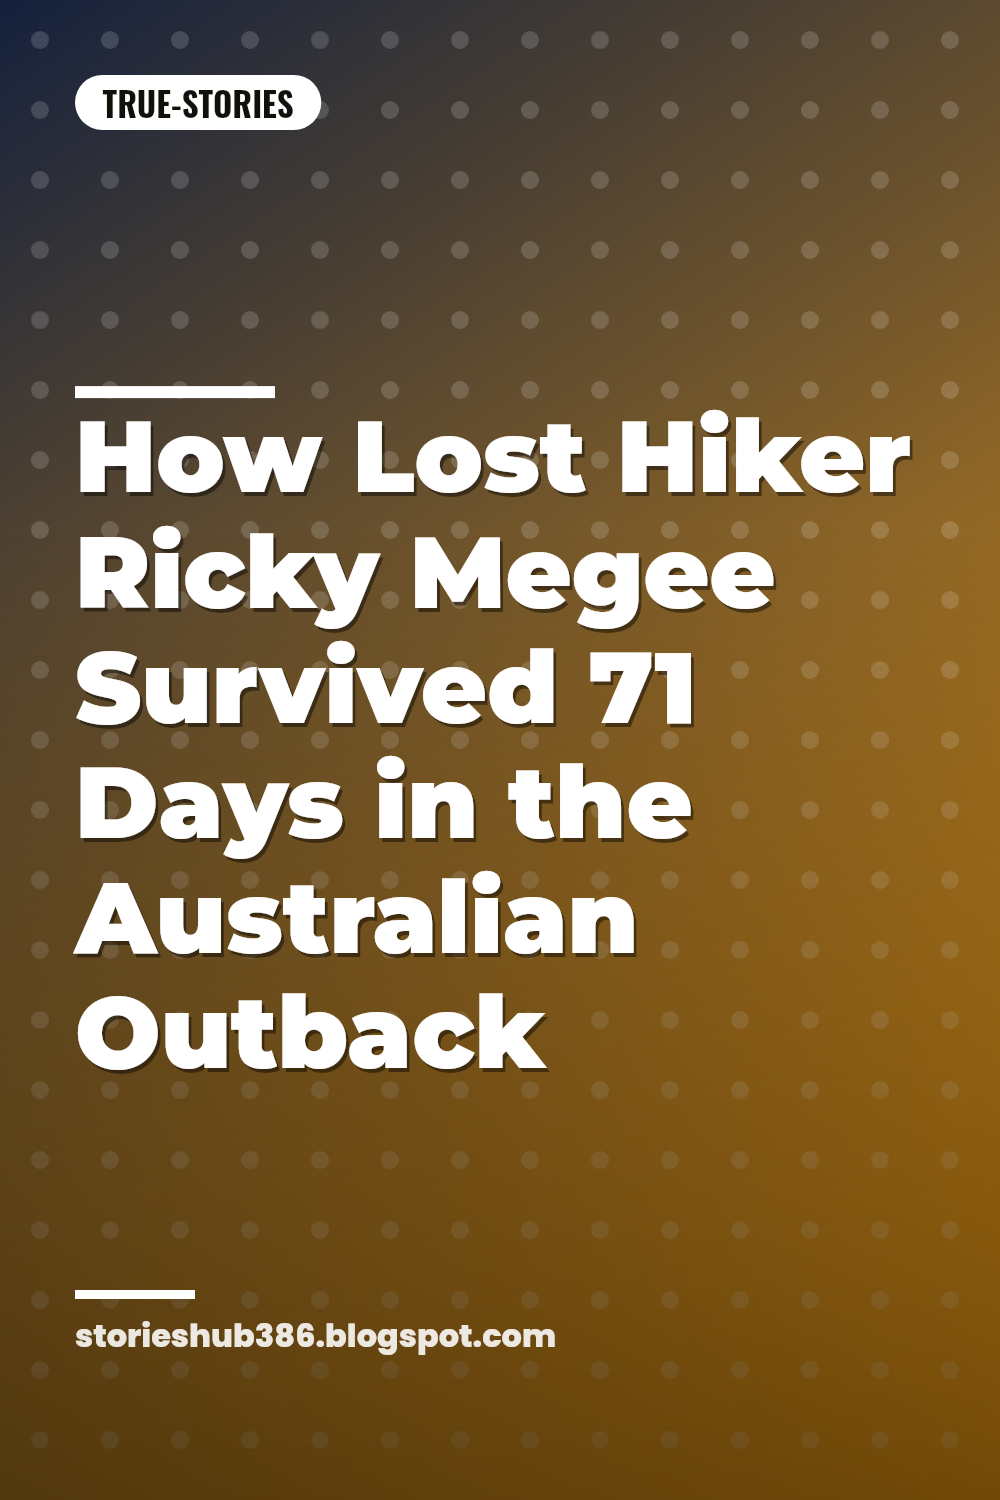 TRUE-STORIES
How Lost Hiker
Ricky Megee
Survived 71
Days in the
Australian
Outback
storieshub386.blogspot.com